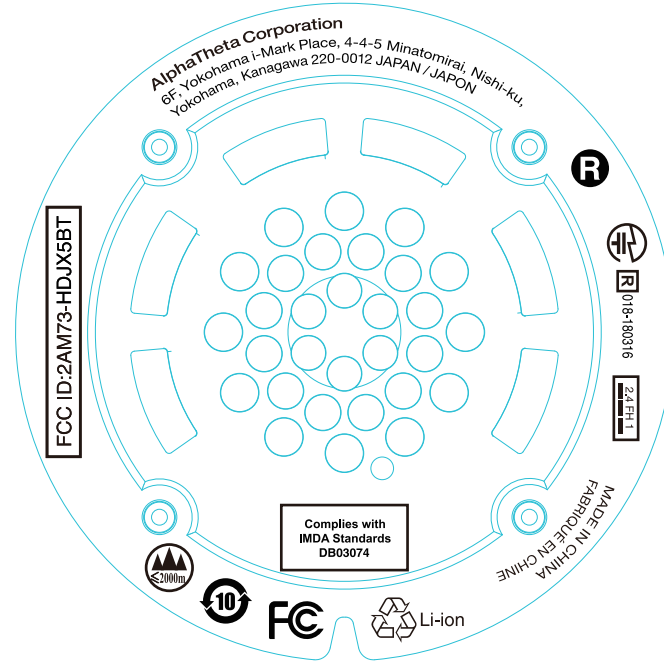 AlphaTheta Corporation
6F, Yokohama i-Mark Place, 4-4-5 Minatomirai, Nishi-ku,
Yokohama, Kanagawa 220-0012 JAPAN / JAPON
R
R 018-180316
2.4 FH 1
MADE IN CHINA
FABRIQUÉ EN CHINE
FCC ID:2AM73-HDJX5BT
Complies with
IMDA Standards
DB03074
≤2000m
10
FC
Li-ion